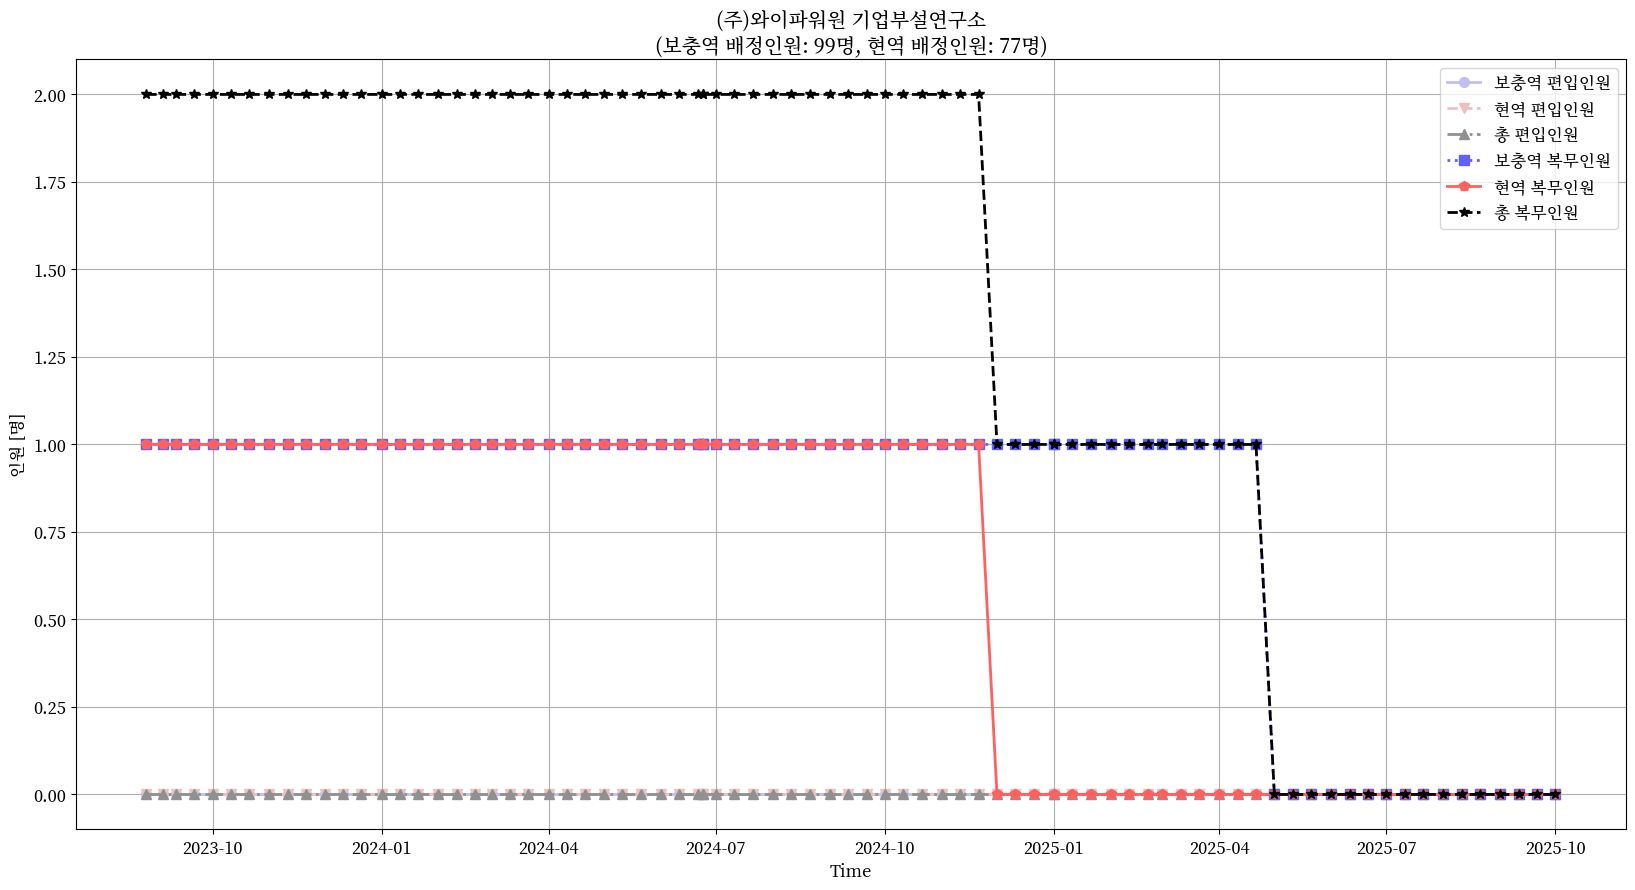 (주)와이파워원 기업부설연구소
(보충역 배정인원: 99명, 현역 배정인원: 77명)
보충역 편입인원
현역 편입인원
총 편입인원
보충역 복무인원
현역 복무인원
총 복무인원
인원 [명]
2.00
1.75
1.50
1.25
1.00
0.75
0.50
0.25
0.00
2023-10 2024-01 2024-04 2024-07 2024-10 2025-01 2025-04 2025-07 2025-10
Time